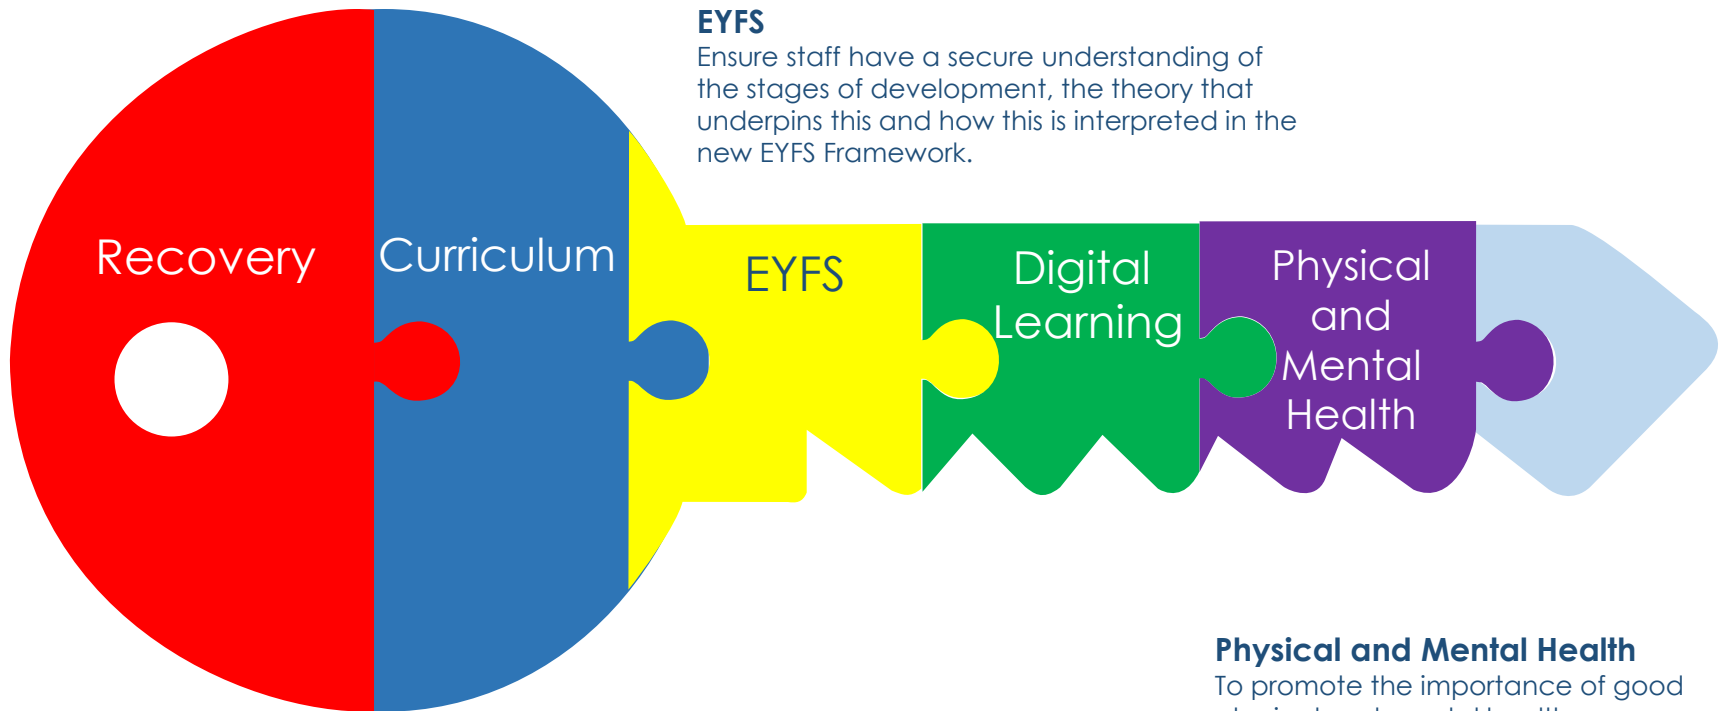 EYFS
Ensure staff have a secure understanding of
the stages of development, the theory that
underpins this and how this is interpreted in the
new EYFS Framework.
Recovery
Curriculum
EYFS
Digital
Learning
Physical
and
Mental
Health
Physical and Mental Health
To promote the importance of good